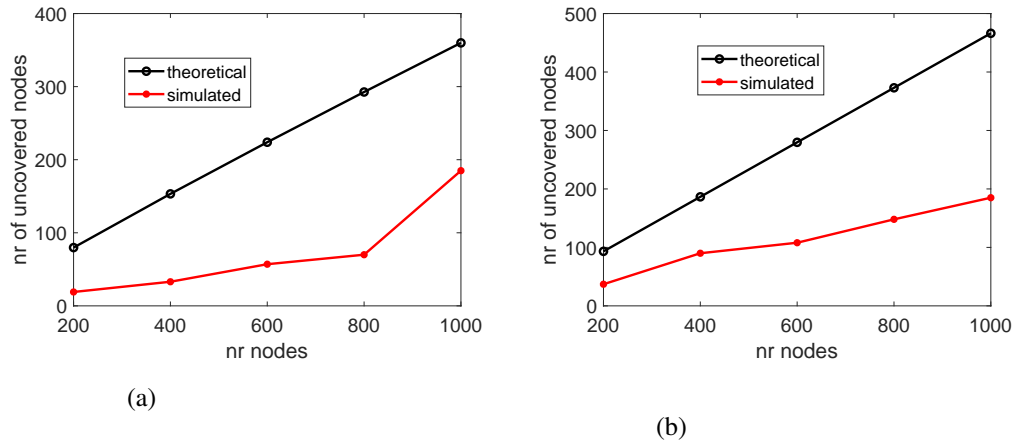 400
300
200
100
0
nr of uncovered nodes
theoretical
simulated
200 400 600 800 1000
nr nodes
(a)
500
400
300
200
100
0
nr of uncovered nodes
theoretical
simulated
200 400 600 800 1000
nr nodes
(b)